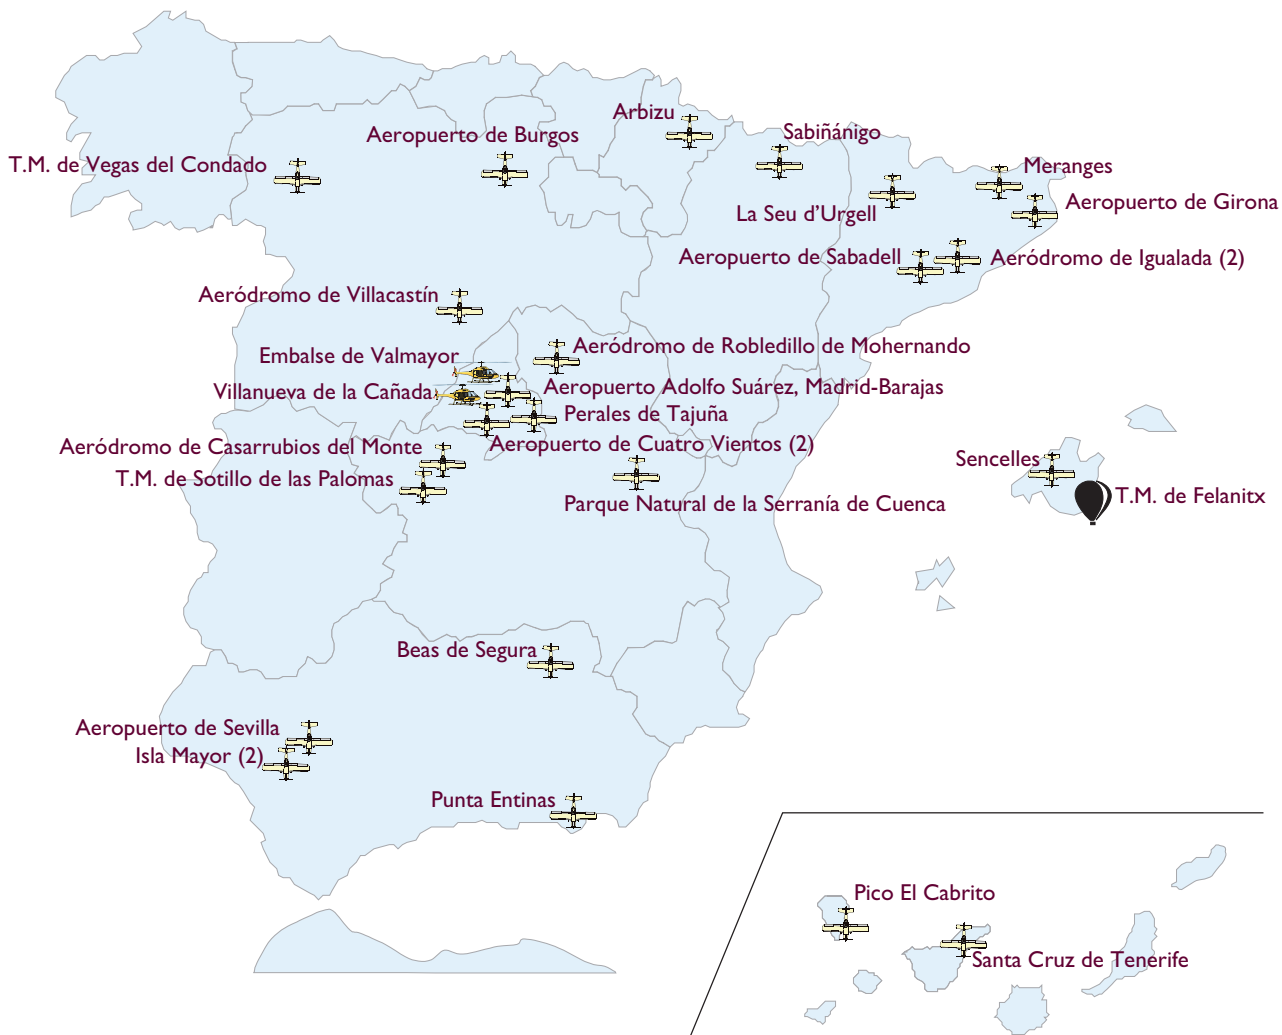 Arbizu
Sabiñánigo
Aeropuerto de Burgos
T.M. de Vegas del Condado
Meranges
La Seu d'Urgell
Aeropuerto de Girona
Aeropuerto de Sabadell
Aeródromo de Igualada (2)
Aeródromo de Villacastín
Aeródromo de Robledillo de Mohernando
Embalse de Valmayor
Villanueva de la Cañada
Aeropuerto Adolfo Suárez, Madrid-Barajas
Perales de Tajuña
Aeródromo de Casarrubios del Monte
Aeropuerto de Cuatro Vientos (2)
T.M. de Sotillo de las Palomas
Sencelles
T.M. de Felanitx
Parque Natural de la Serranía de Cuenca
Beas de Segura
Aeropuerto de Sevilla
Isla Mayor (2)
Punta Entinas
Pico El Cabrito
Santa Cruz de Tenerife